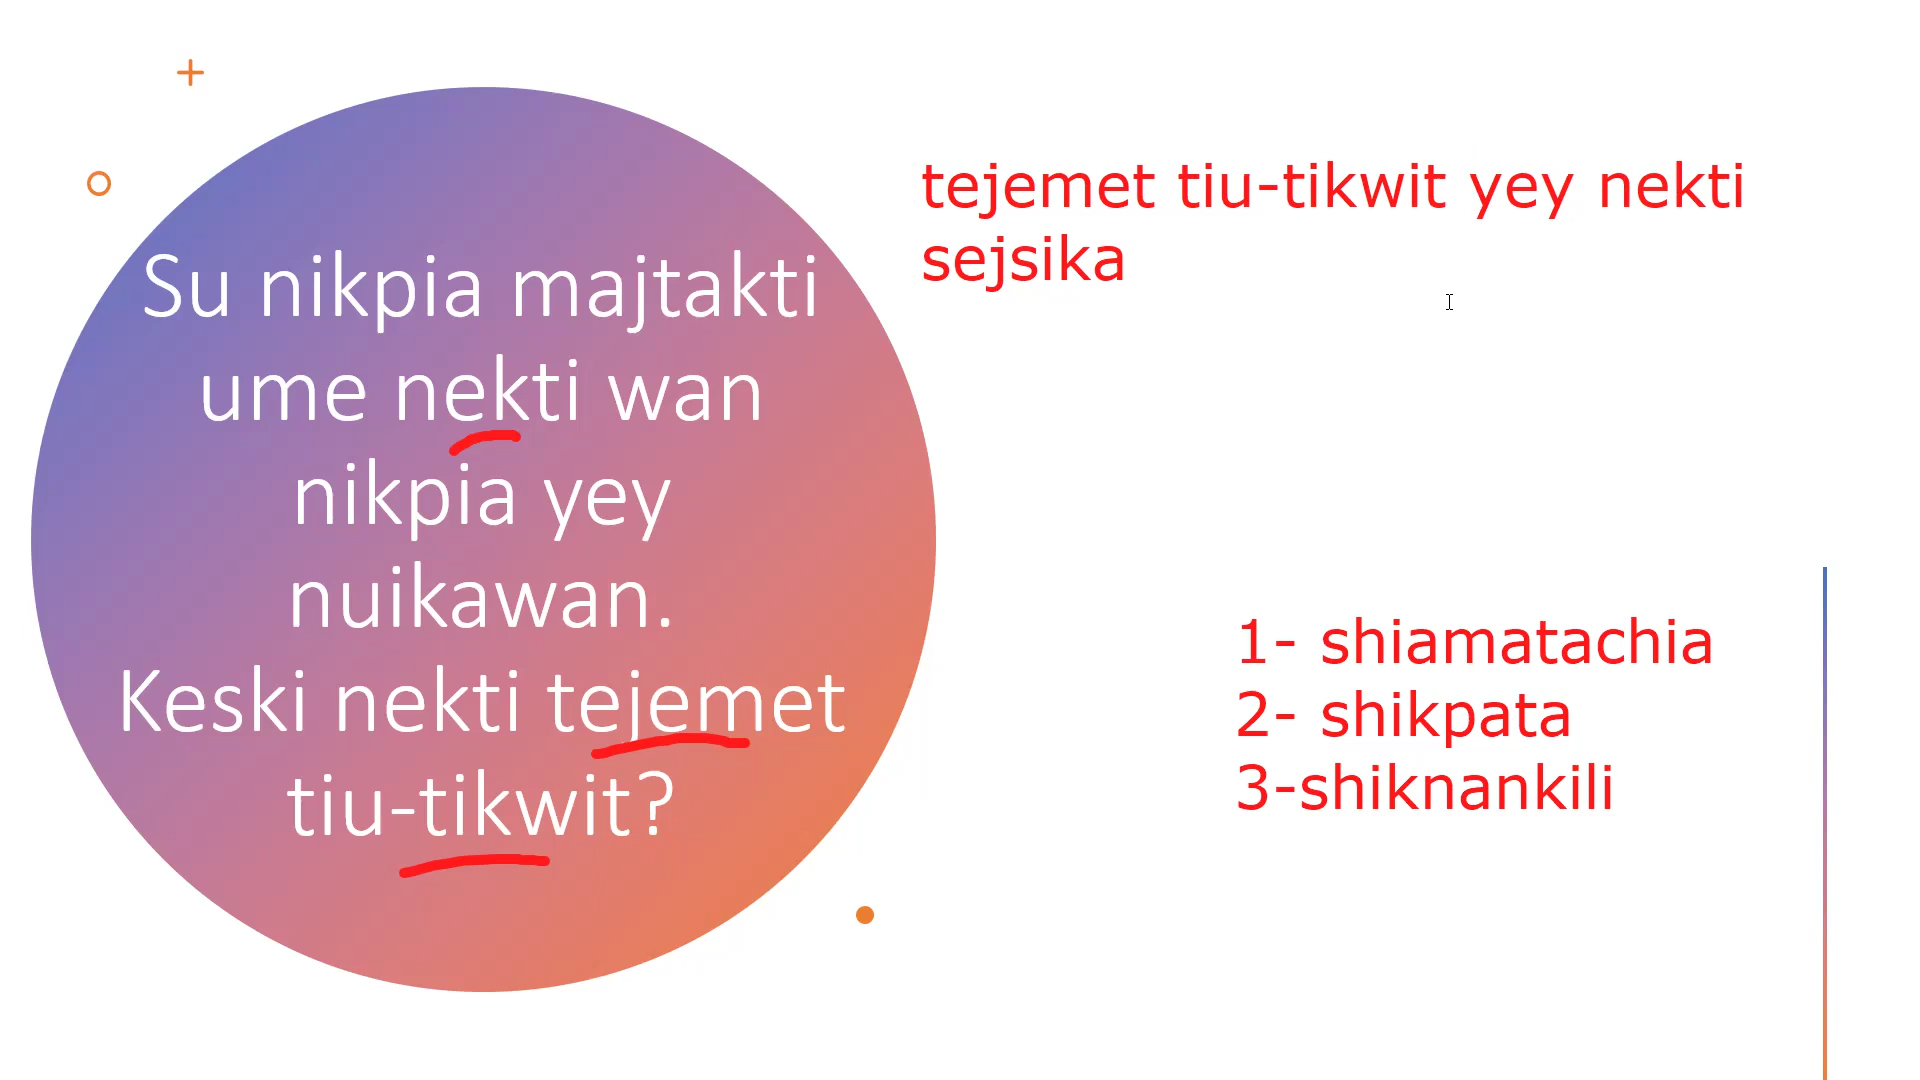 Su nikpia majtakti
ume nekti wan
nikpia yey
nuikawan.
Keski nekti tejemet
tiu-tikwit?
tejemet tiu-tikwit yey nekti
sejsika
1- shiamatachia
2- shikpata
3-shiknankili